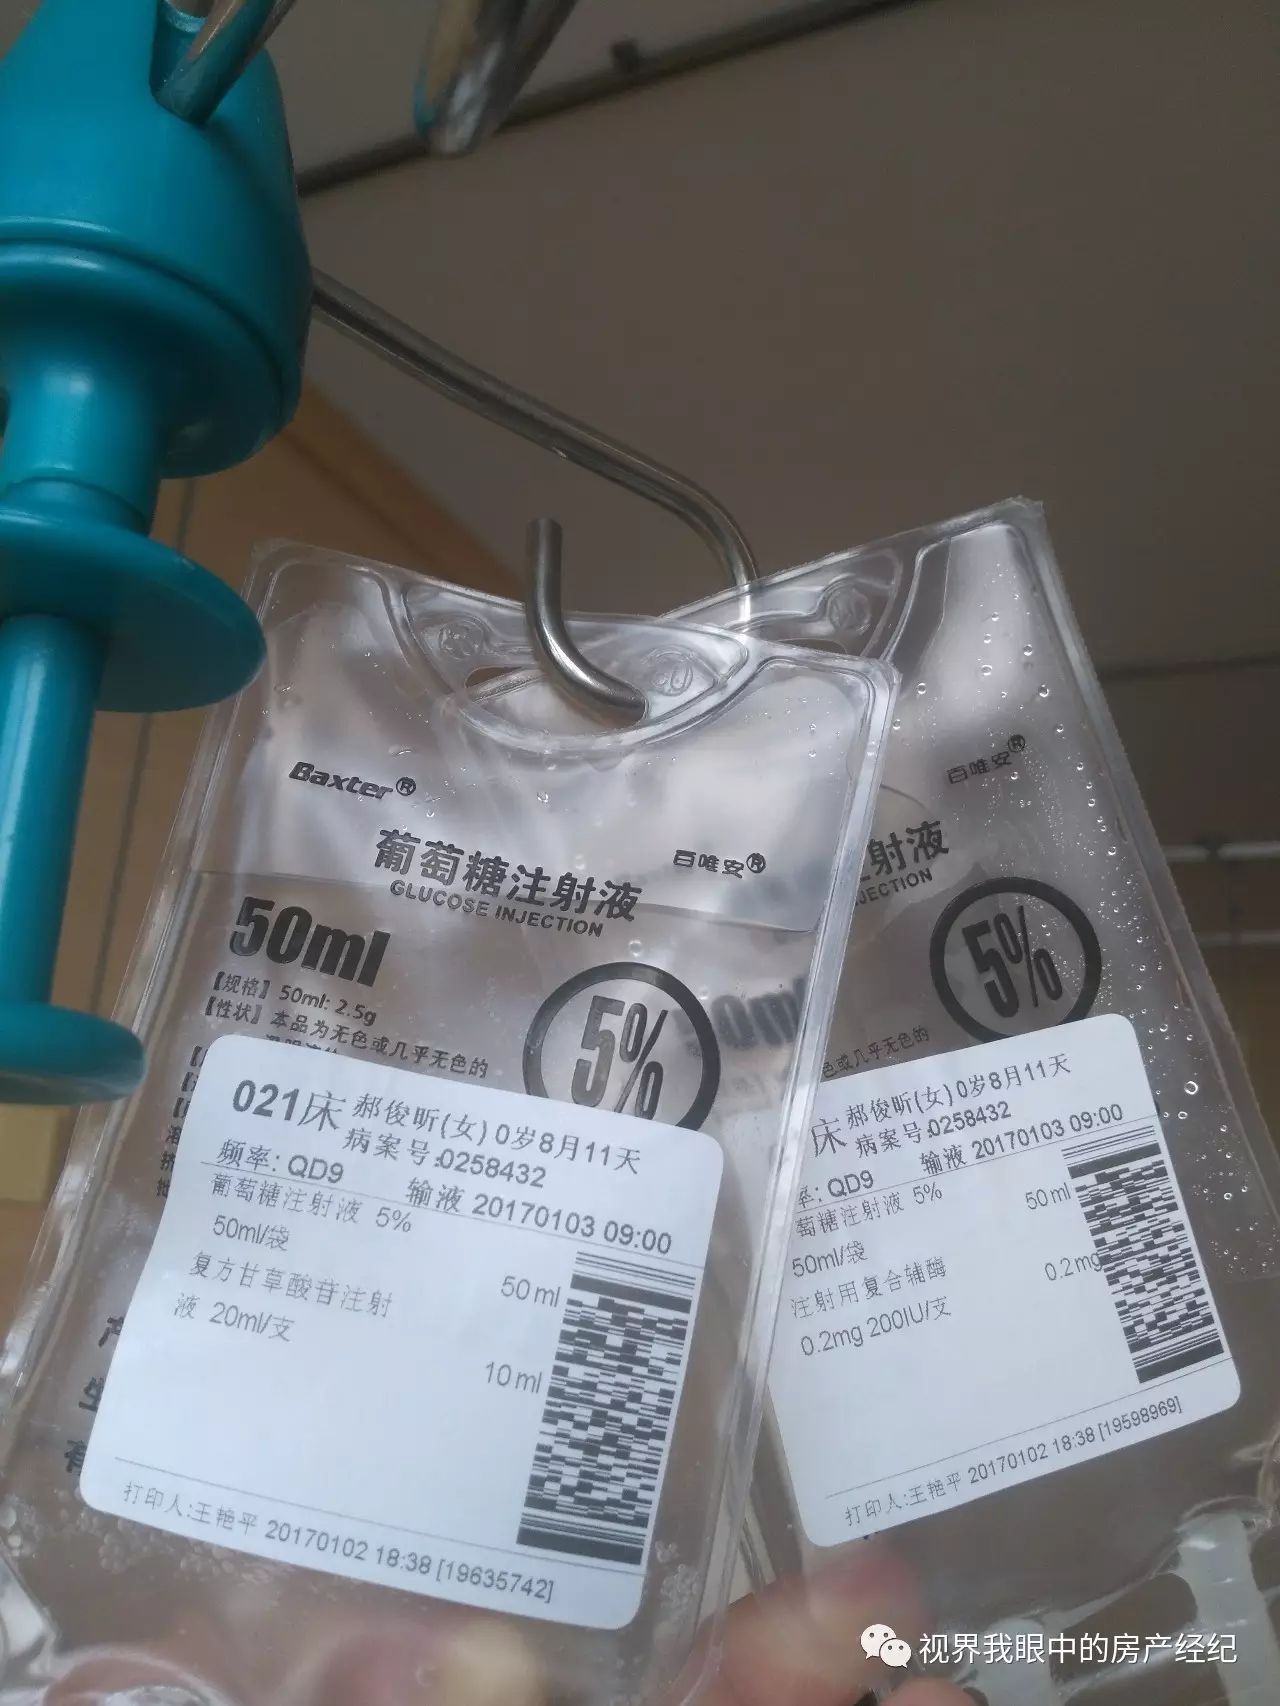 Baxter®
葡萄糖注射液
百唯安®
GLUCOSE INJECTION
50ml
【规格】50ml: 2.5g
【性状】本品为无色或几乎无色的
5%
021床 郝俊昕(女) 0岁8月11天
病案号:0258432
频率: QD9 输液 20170103 09:00
葡萄糖注射液 5%
50ml/袋
50ml
复方甘草酸苷注射
液 20ml/支
10ml
打印人:王艳平 20170102 18:38 [19635742]
百唯安®
射液
JECTION
5%
色或几乎无色的
床 郝俊昕(女) 0岁8月11天
病案号:0258432
率: QD9 输液 20170103 09:00
萄糖注射液 5%
50ml
50ml/袋
注射用复合辅酶
0.2mg
0.2mg 200IU/支
打印人:王艳平 20170102 18:38 [19598969]
视界我眼中的房产经纪